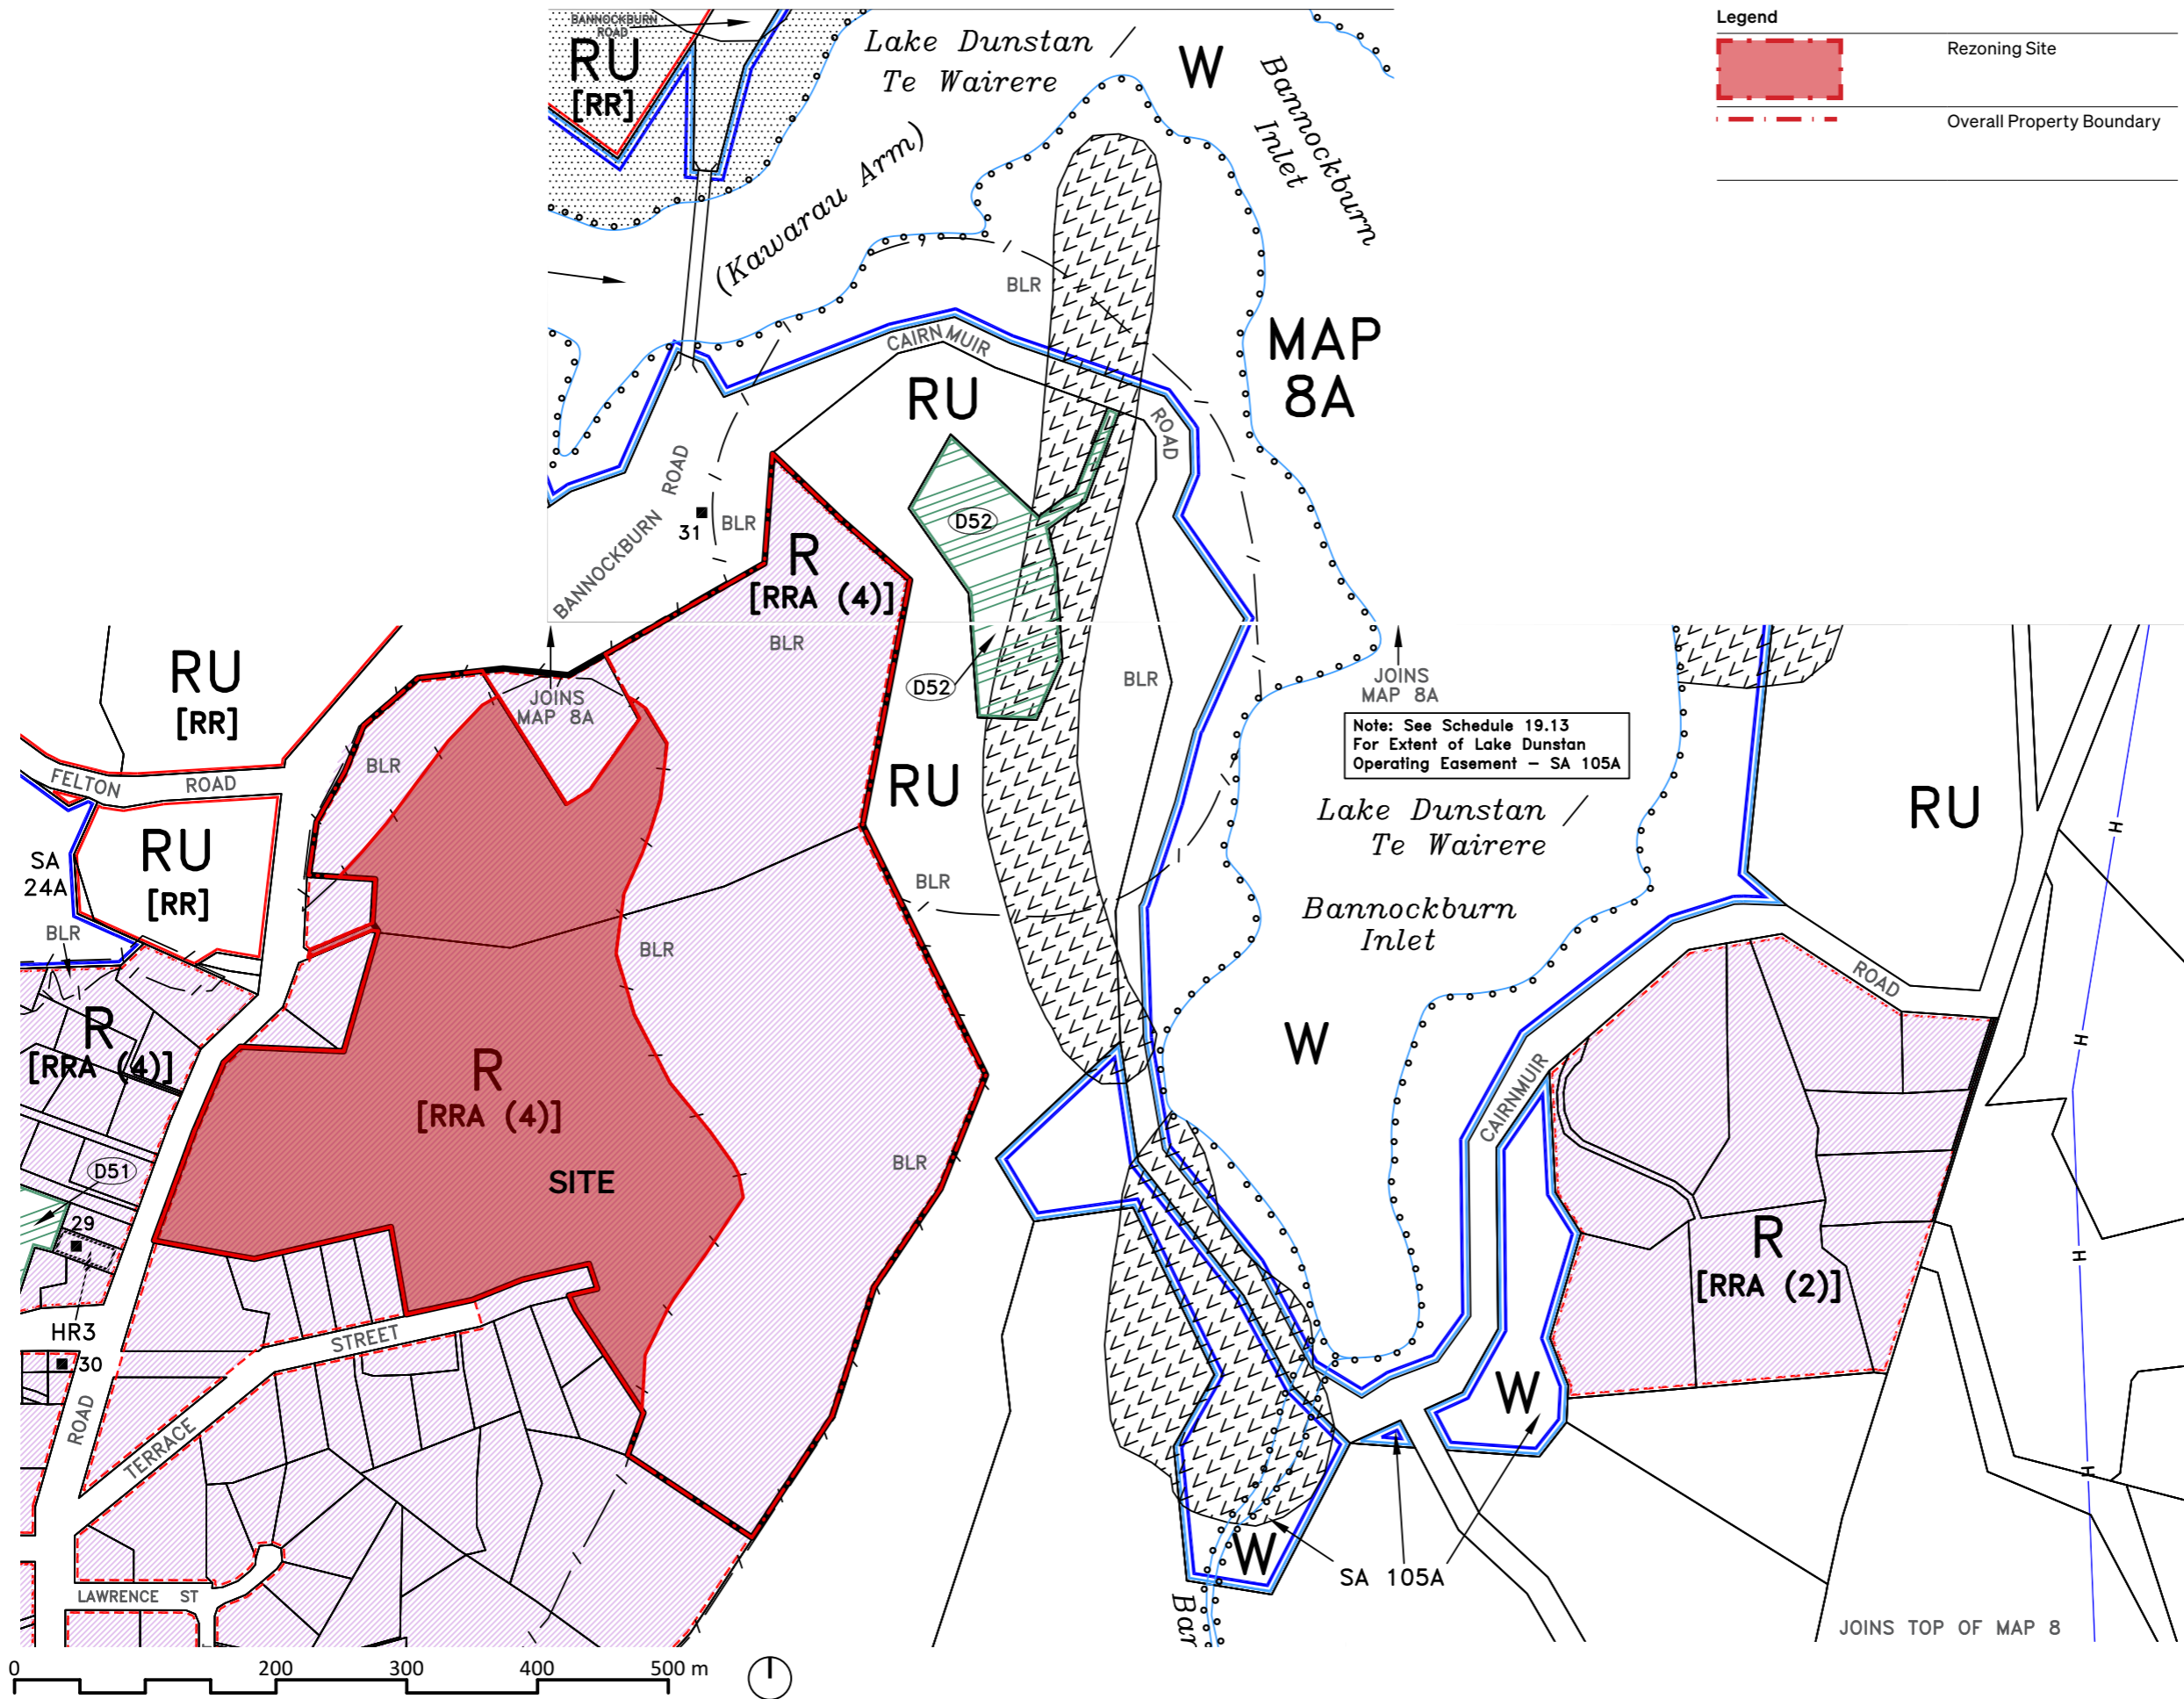 Legend
Rezoning Site
Overall Property Boundary
BANNOCKBURN
ROAD
RU
[RR]
Lake Dunstan /
Te Wairere
W
Bannockburn
Inlet
(Kawarau Arm)
BLR
MAP
8A
CAIRNMUIR
ROAD
RU
BANNOCKBURN ROAD
31
BLR
D52
R
[RRA (4)]
BLR
RU
[RR]
JOINS
MAP 8A
D52
BLR
JOINS
MAP 8A
Note: See Schedule 19.13
For Extent of Lake Dunstan
Operating Easement – SA 105A
FELTON ROAD
BLR
RU
Lake Dunstan /
Te Wairere
RU
H
RU
[RR]
SA
24A
BLR
BLR
BLR
Bannockburn
Inlet
ROAD
R
[RRA (4)]
R
[RRA (4)]
W
H
CAIRNMUIR
D51
BLR
SITE
29
R
[RRA (2)]
H
HR3
30
STREET
ROAD
TERRACE
W
H
W
SA 105A
LAWRENCE ST
Bar
JOINS TOP OF MAP 8
0 200 300 400 500 m